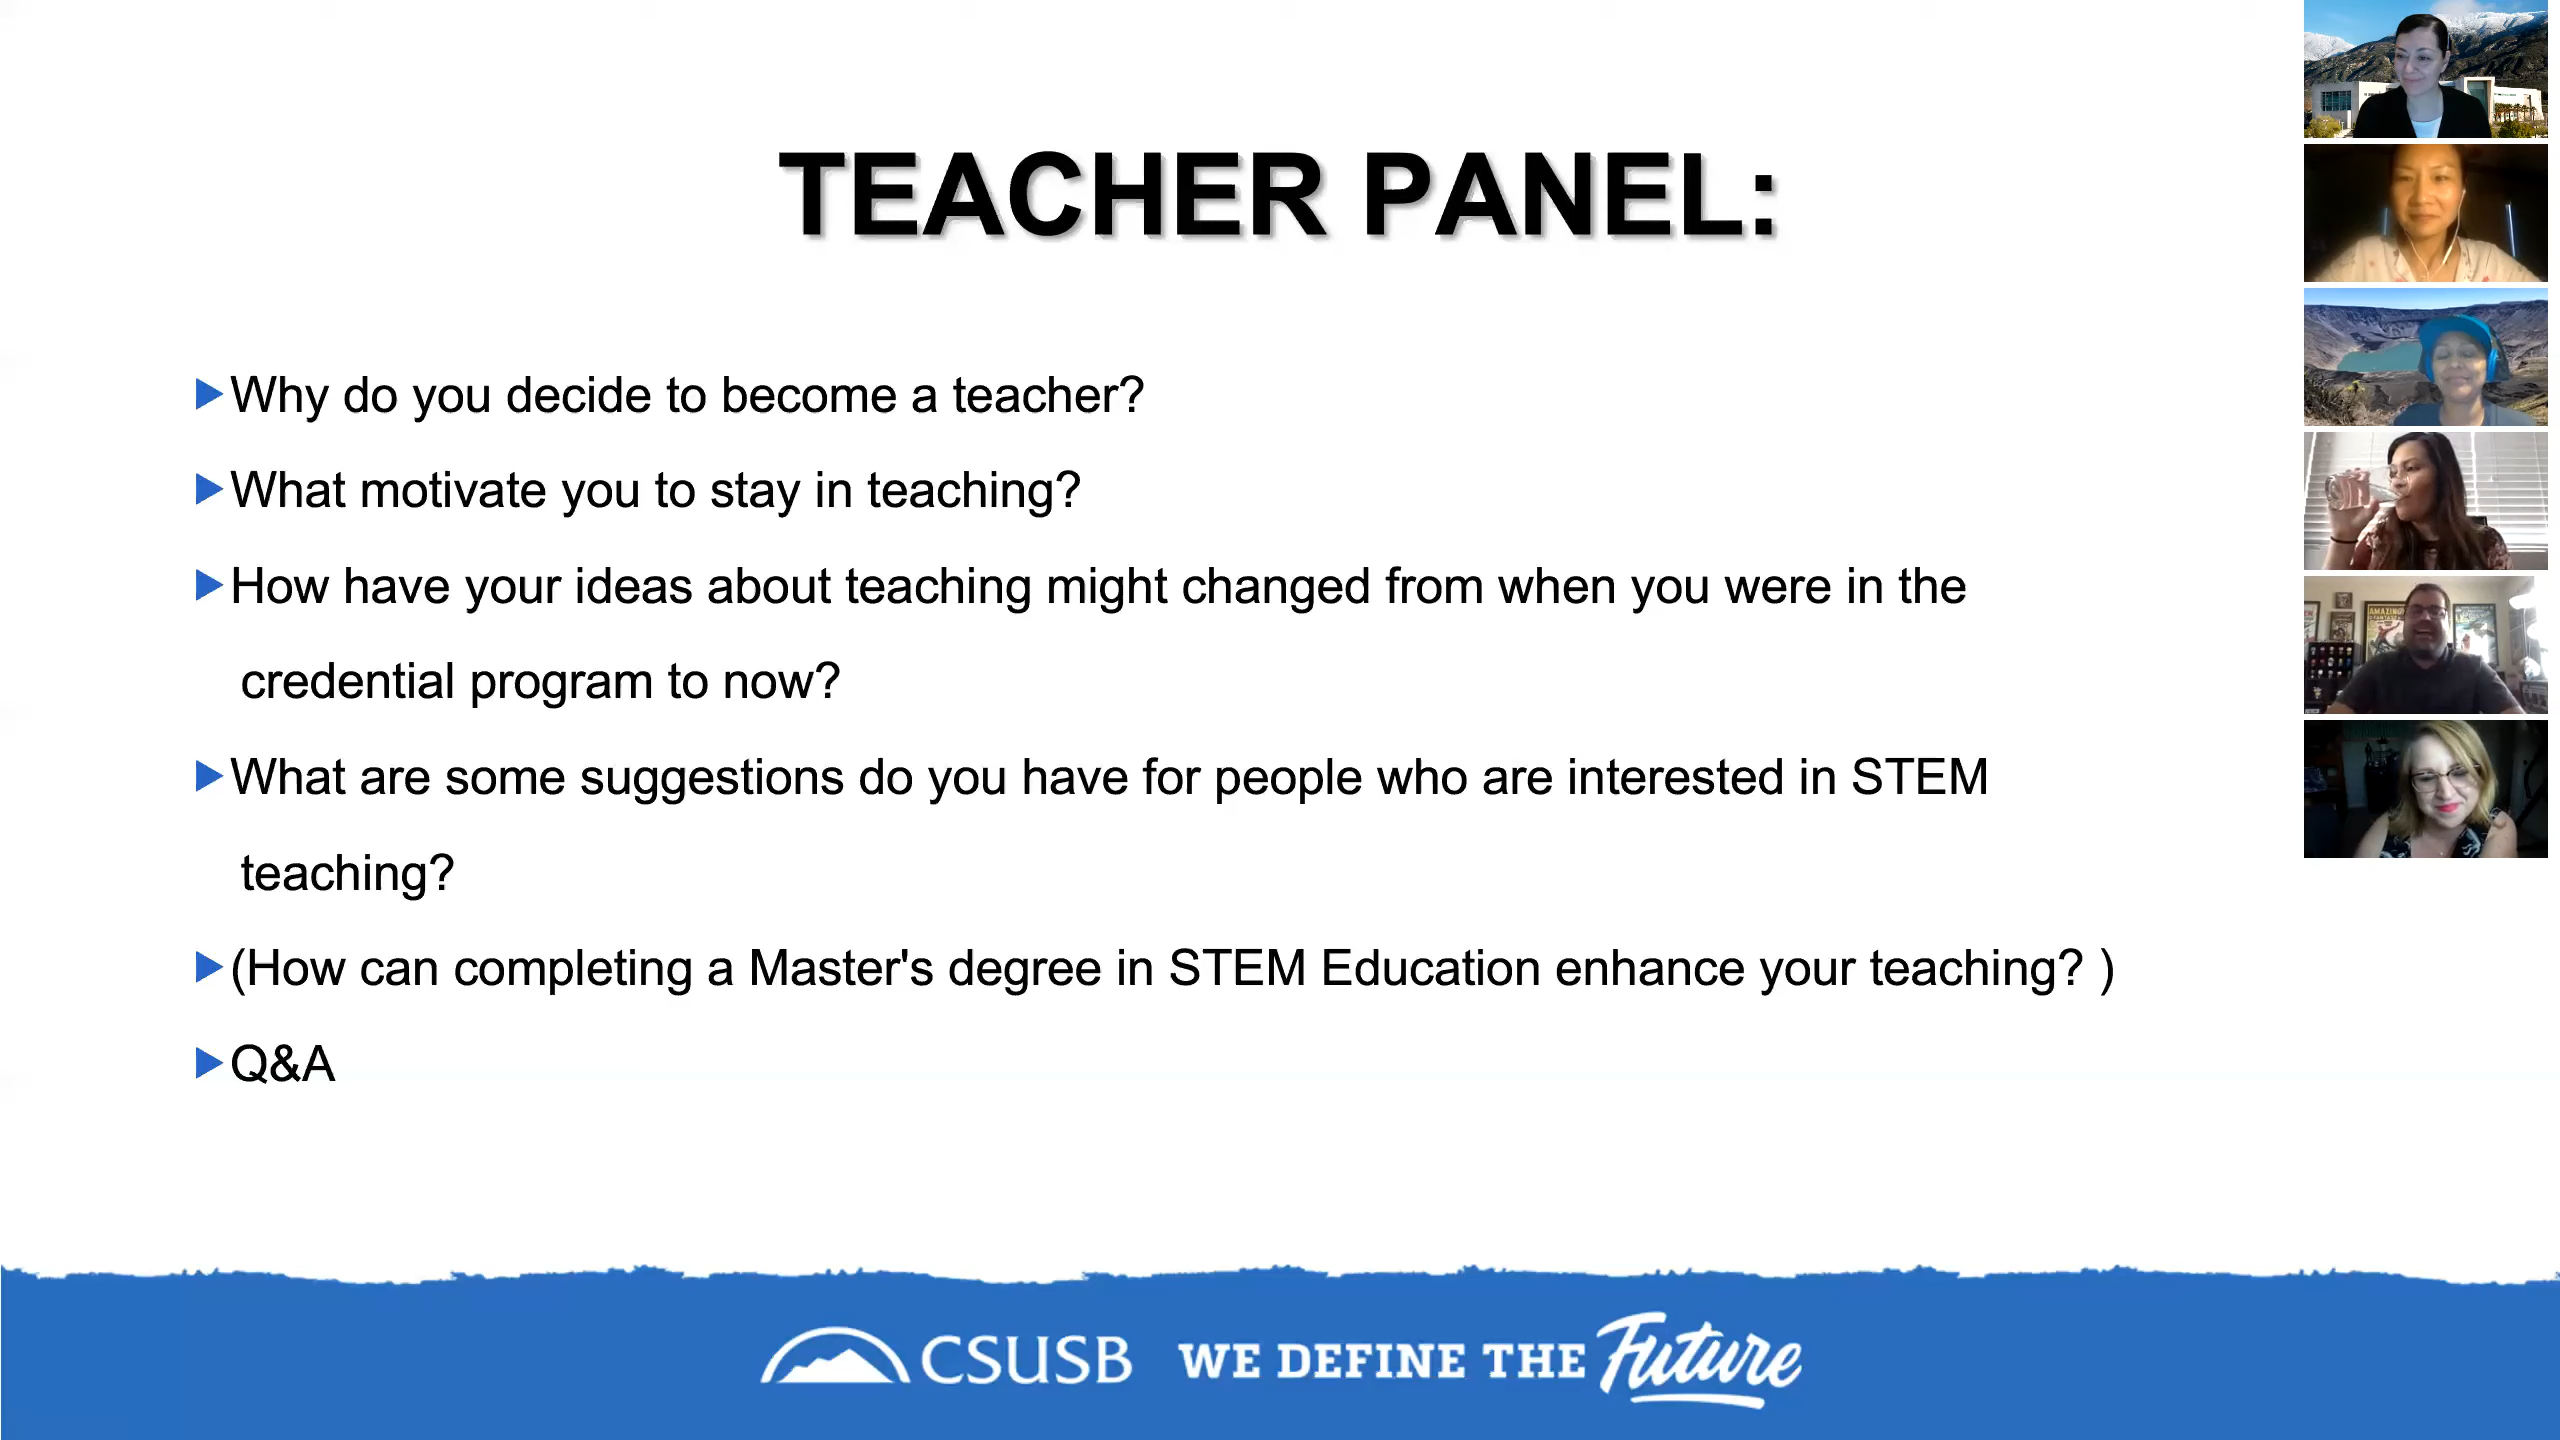 TEACHER PANEL:
Why do you decide to become a teacher?
What motivate you to stay in teaching?
How have your ideas about teaching might changed from when you were in the
credential program to now?
What are some suggestions do you have for people who are interested in STEM
teaching?
(How can completing a Master's degree in STEM Education enhance your teaching? )
Q&A
AMAZING
CSUSB WE DEFINE THE Future